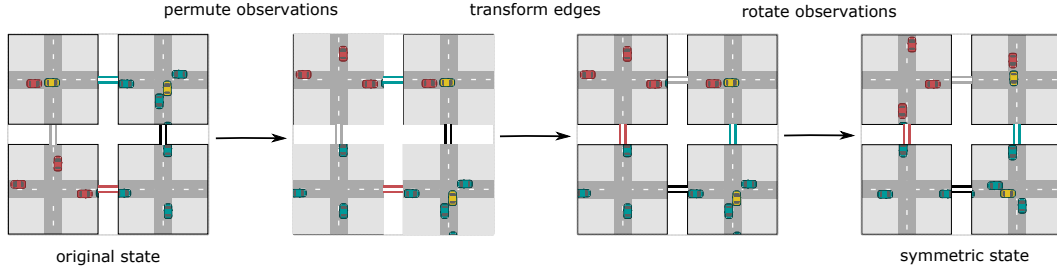 permute observations
transform edges
rotate observations
original state
symmetric state